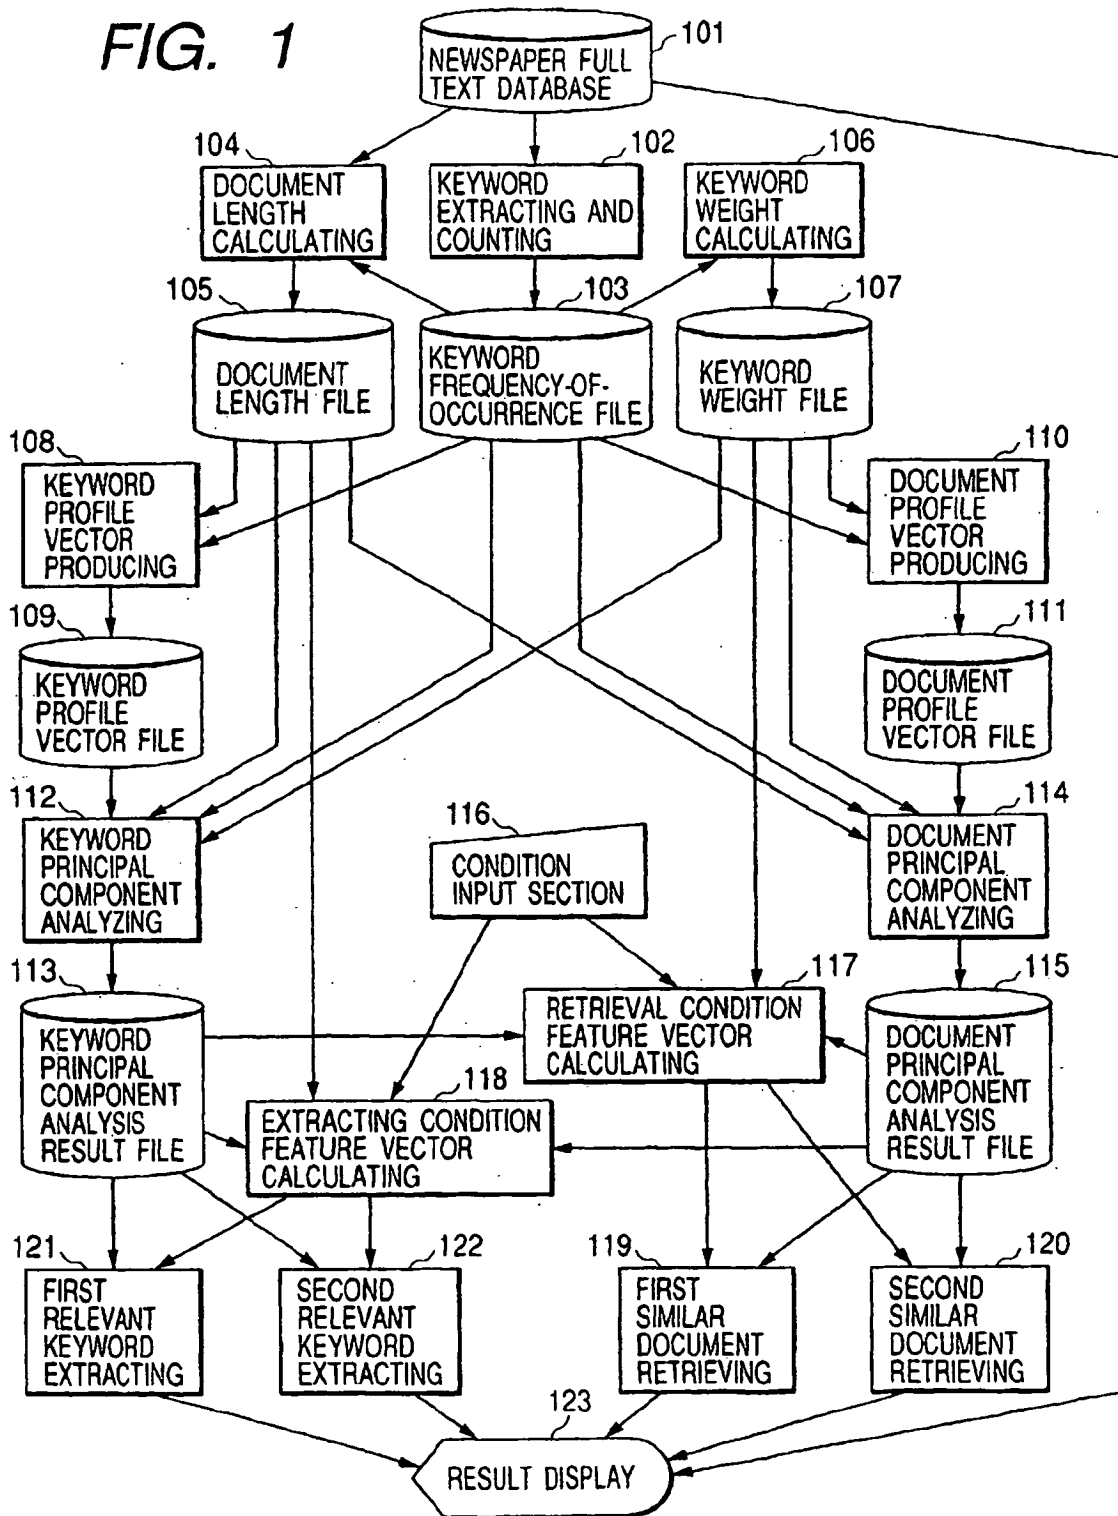 FIG. 1
101
NEWSPAPER FULL
TEXT DATABASE
104
DOCUMENT
LENGTH
CALCULATING
102
KEYWORD
EXTRACTING AND
COUNTING
106
KEYWORD
WEIGHT
CALCULATING
105
DOCUMENT
LENGTH FILE
103
KEYWORD
FREQUENCY-OF-
OCCURRENCE FILE
107
KEYWORD
WEIGHT FILE
108
KEYWORD
PROFILE
VECTOR
PRODUCING
110
DOCUMENT
PROFILE
VECTOR
PRODUCING
109
KEYWORD
PROFILE
VECTOR FILE
111
DOCUMENT
PROFILE
VECTOR FILE
112
KEYWORD
PRINCIPAL
COMPONENT
ANALYZING
116
CONDITION
INPUT SECTION
114
DOCUMENT
PRINCIPAL
COMPONENT
ANALYZING
113
KEYWORD
PRINCIPAL
COMPONENT
ANALYSIS
RESULT FILE
117
RETRIEVAL CONDITION
FEATURE VECTOR
CALCULATING
115
DOCUMENT
PRINCIPAL
COMPONENT
ANALYSIS
RESULT FILE
118
EXTRACTING CONDITION
FEATURE VECTOR
CALCULATING
121
FIRST
RELEVANT
KEYWORD
EXTRACTING
122
SECOND
RELEVANT
KEYWORD
EXTRACTING
119
FIRST
SIMILAR
DOCUMENT
RETRIEVING
120
SECOND
SIMILAR
DOCUMENT
RETRIEVING
123
RESULT DISPLAY